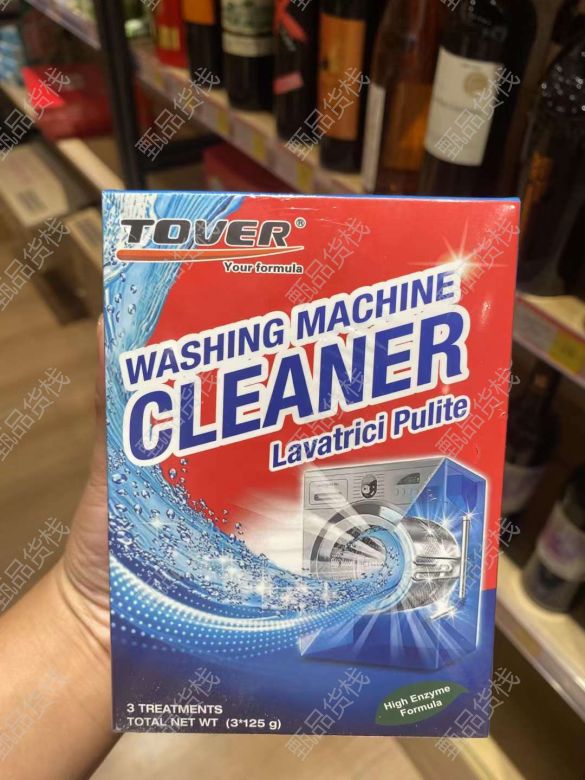 TOVER®
Your formula
WASHING MACHINE
CLEANER
Lavatrici Pulite
3 TREATMENTS
TOTAL NET WT (3*125 g)
High Enzyme
Formula
甄品货栈